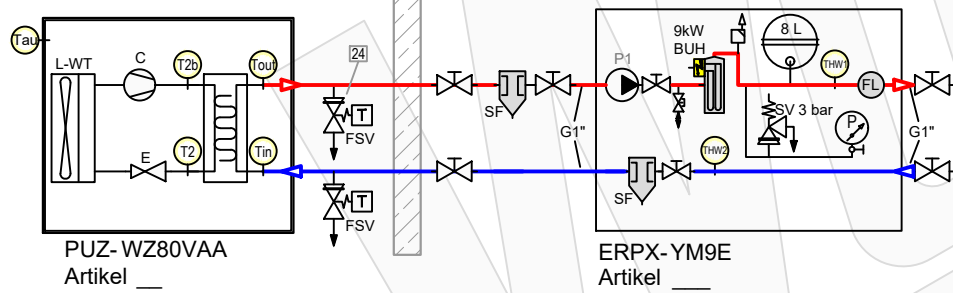 Tau
L-WT
C
T2b
Tout
24
T
FSV
E
T2
Tin
T
FSV
PUZ- WZ80VAA
Artikel __
SF
G1"
SF
P1
9kW
BUH
8 L
THW1
FL
SV 3 bar
P
G1"
THW2
ERPX- YM9E
Artikel ___